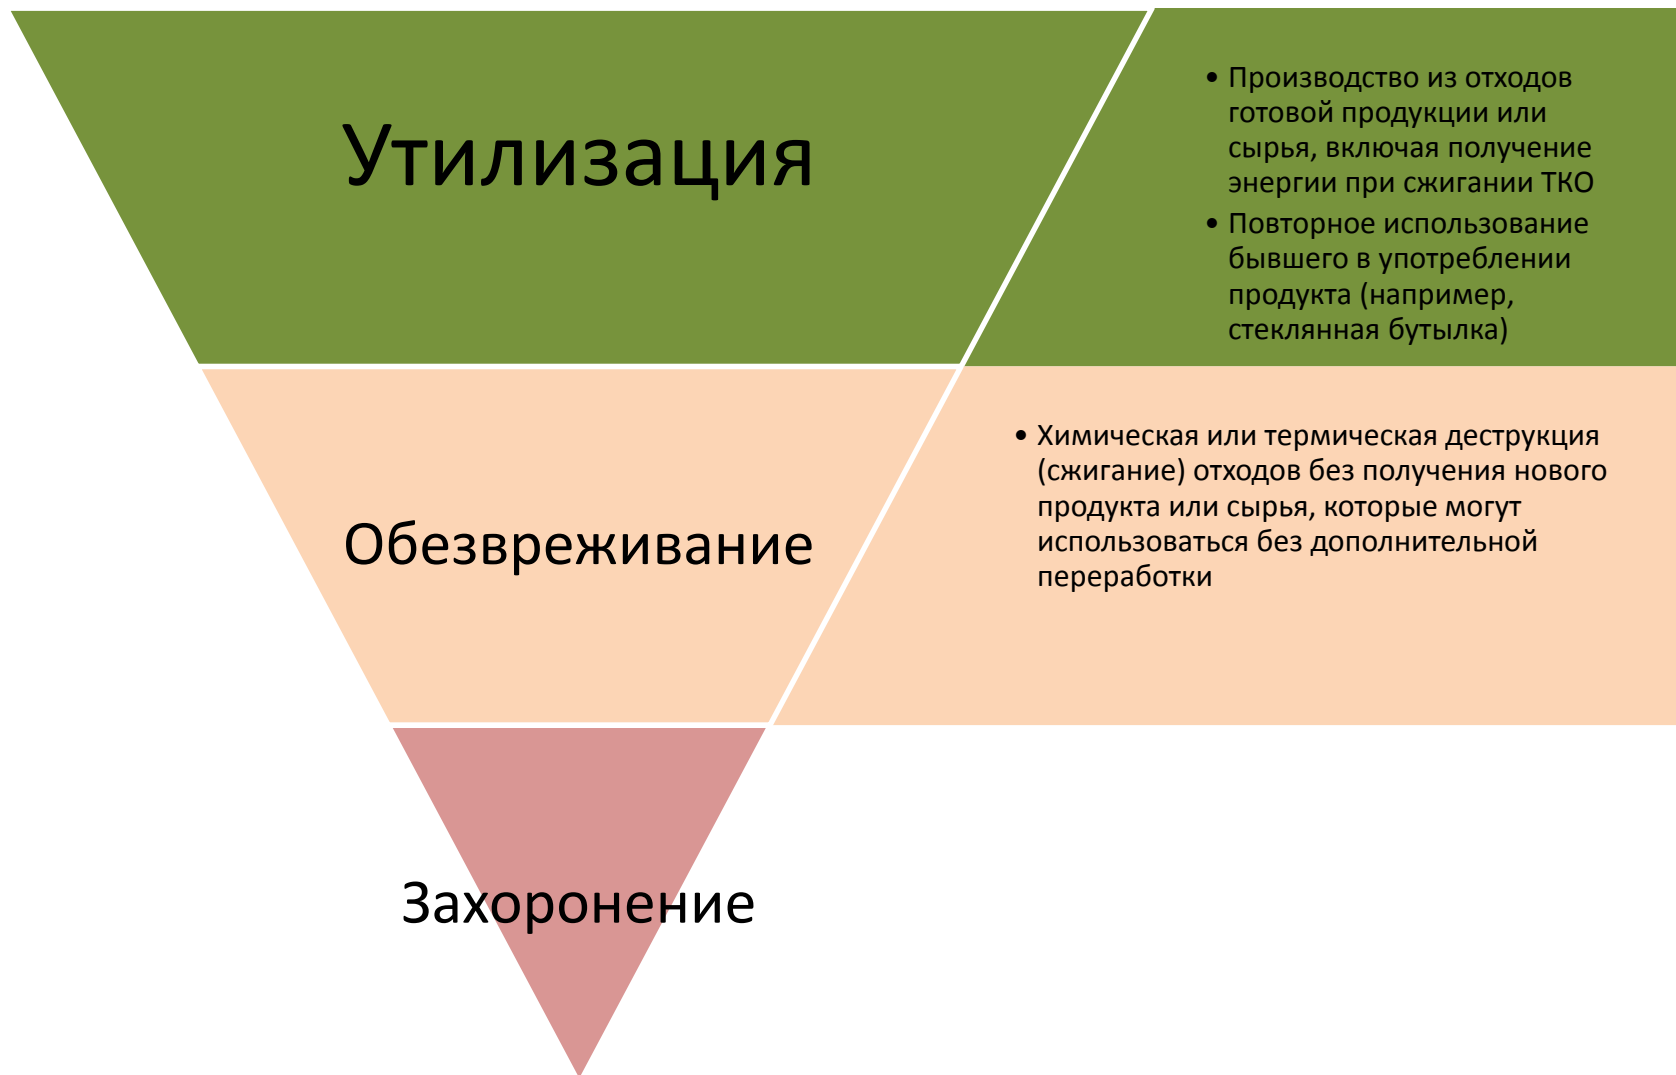 Утилизация
• Производство из отходов
готовой продукции или
сырья, включая получение
энергии при сжигании ТКО
• Повторное использование
бывшего в употреблении
продукта (например,
стеклянная бутылка)
Обезвреживание
• Химическая или термическая деструкция
(сжигание) отходов без получения нового
продукта или сырья, которые могут
использоваться без дополнительной
переработки
Захоронение